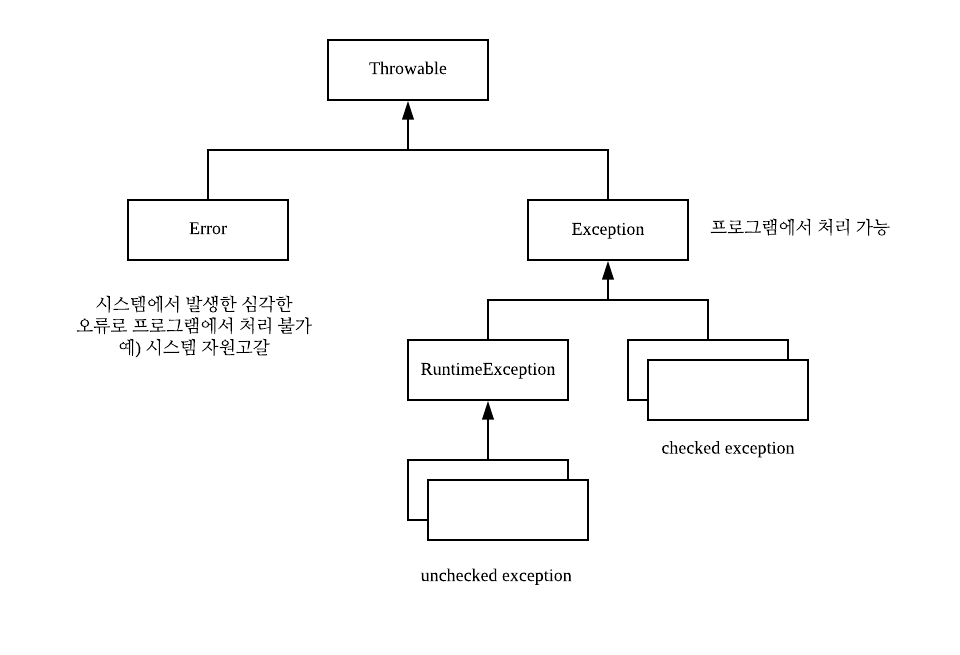 Throwable
Error
Exception
프로그램에서 처리 가능
시스템에서 발생한 심각한
오류로 프로그램에서 처리 불가
예) 시스템 자원고갈
RuntimeException
checked exception
unchecked exception